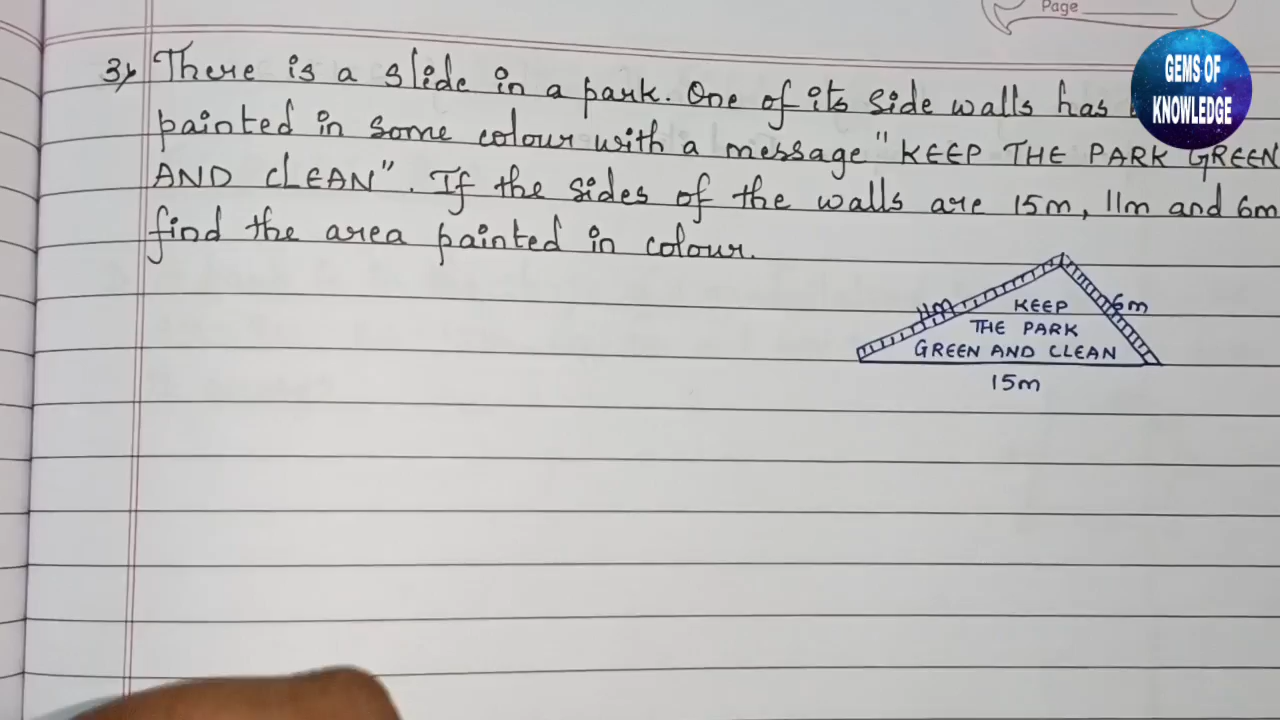 Page
GEMS OF
KNOWLEDGE
3) There is a slide in a park. One of its side walls has
painted in some colour with a message "KEEP THE PARK GREEN
AND CLEAN". If the sides of the walls are 15m, 11m and 6m
find the area painted in colour.
11m
KEEP
6m
THE PARK
GREEN AND CLEAN
15m